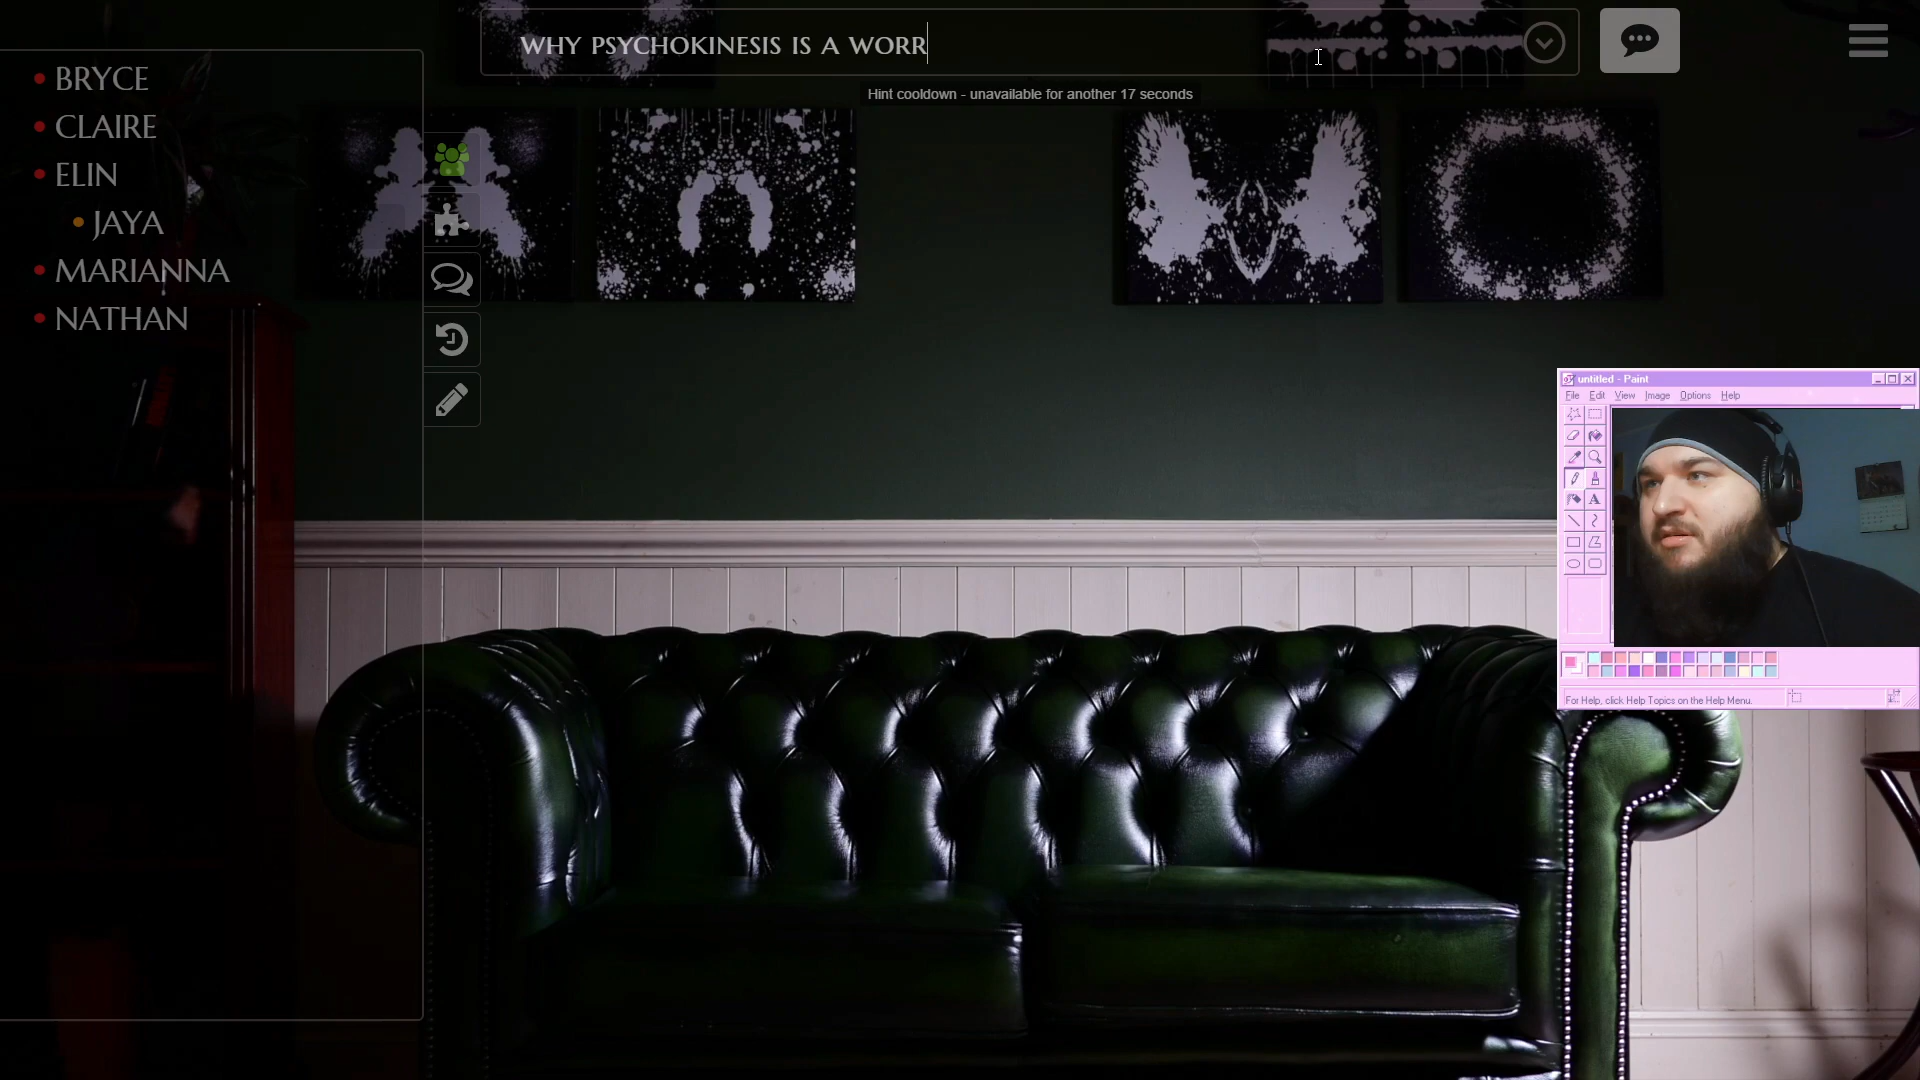 WHY PSYCHOKINESIS IS A WORR
Hint cooldown - unavailable for another 17 seconds
BRYCE
CLAIRE
ELIN
JAYA
MARIANNA
NATHAN
untitled - Paint
File Edit View Image Options Help
A
For Help, click Help Topics on the Help Menu.